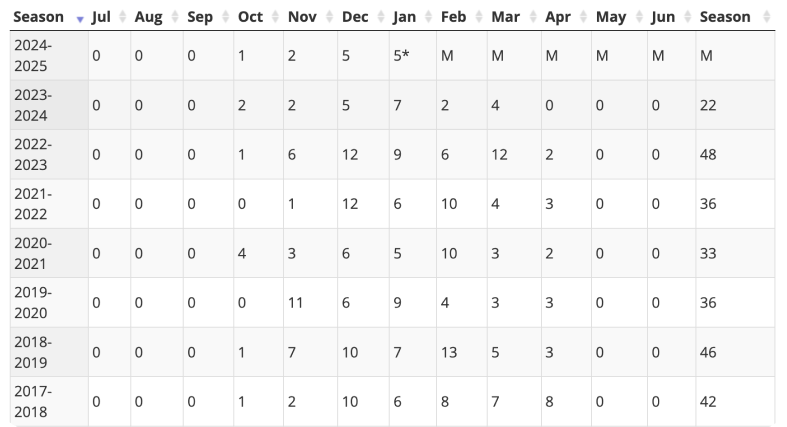 Season Jul Aug Sep Oct Nov Dec Jan Feb Mar Apr May Jun Season
2024-
2025 0 0 0 1 2 5 5* M M M M M M
2023-
2024 0 0 0 2 2 5 7 2 4 0 0 0 22
2022-
2023 0 0 0 1 6 12 9 6 12 2 0 0 48
2021-
2022 0 0 0 0 1 12 6 10 4 3 0 0 36
2020-
2021 0 0 0 4 3 6 5 10 3 2 0 0 33
2019-
2020 0 0 0 0 11 6 9 4 3 3 0 0 36
2018-
2019 0 0 0 1 7 10 7 13 5 3 0 0 46
2017-
2018 0 0 0 1 2 10 6 8 7 8 0 0 42